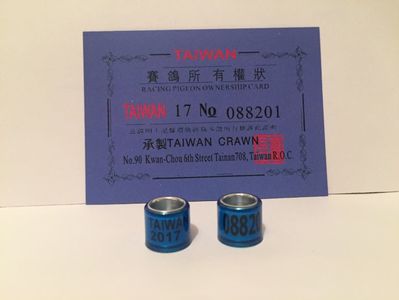 TAIWAN
賽鴿所有權狀
RACING PIGEON OWNERSHIP CARD
TAIWAN 17 No 088201
承製TAIWAN CRAWN
No.90 Kwan-Chou 6th Street Tainan708, Taiwan R.O.C.
TAIWAN
2017
08820